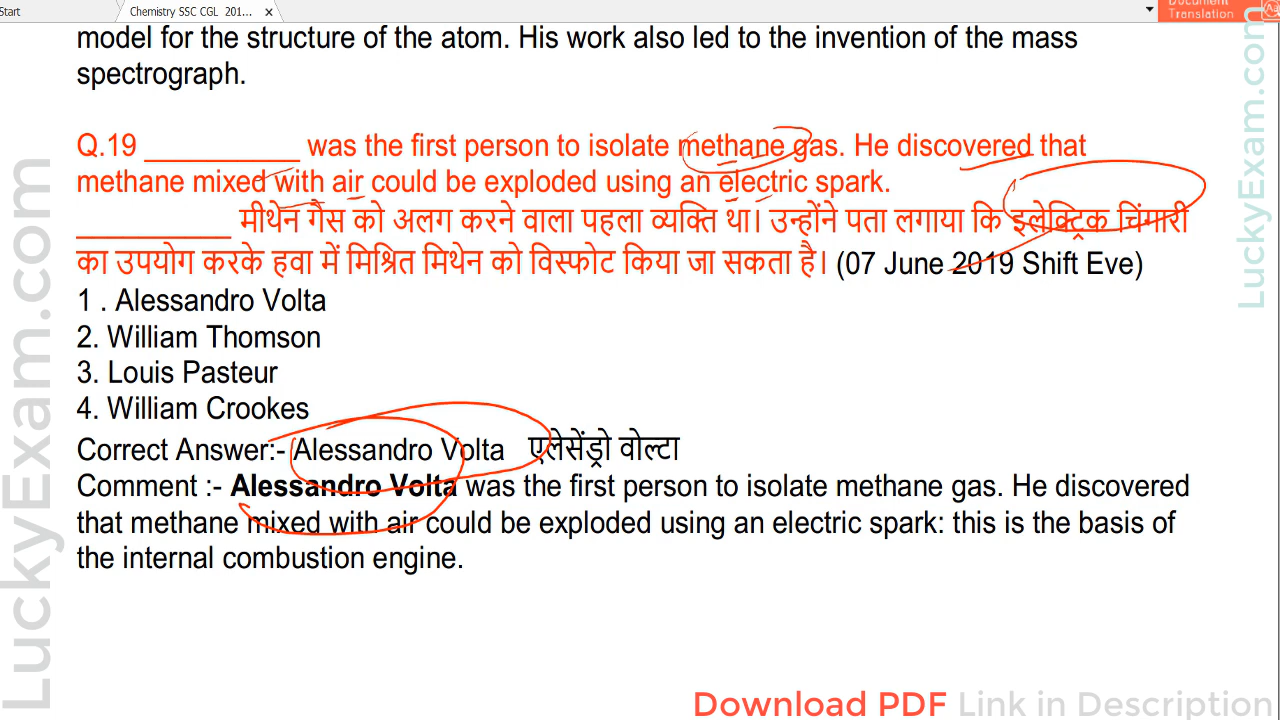 Start
Chemistry SSC CGL 201... ×
Document
Translation
model for the structure of the atom. His work also led to the invention of the mass
spectrograph.
Q.19 __________ was the first person to isolate methane gas. He discovered that
methane mixed with air could be exploded using an electric spark.
__________ मीथेन गैस को अलग करने वाला पहला व्यक्ति था। उन्होंने पता लगाया कि इलेक्ट्रिक चिंगारी
का उपयोग करके हवा में मिश्रित मिथेन को विस्फोट किया जा सकता है। (07 June 2019 Shift Eve)
1 . Alessandro Volta
2. William Thomson
3. Louis Pasteur
4. William Crookes
Correct Answer:- Alessandro Volta एलेसेंड्रो वोल्टा
Comment :- Alessandro Volta was the first person to isolate methane gas. He discovered
that methane mixed with air could be exploded using an electric spark: this is the basis of
the internal combustion engine.
LuckyExam.com
LuckyExam.com
Download PDF Link in Description